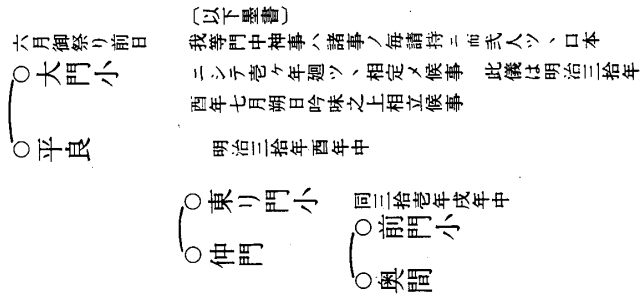 〔以下墨書〕
我等門中神事ハ諸事ノ毎請持ニ而弐人ツヽ、口本
ニシテ壱ケ年廻ツヽ、相定メ候事　此儀は明治三拾年
酉年七月朔日吟味之上相立候事
六月御祭り前日
○大門小
○平良
明治三拾年酉年中
○東リ門小
○仲門
同三拾壱年戌年中
○前門小
○奥間